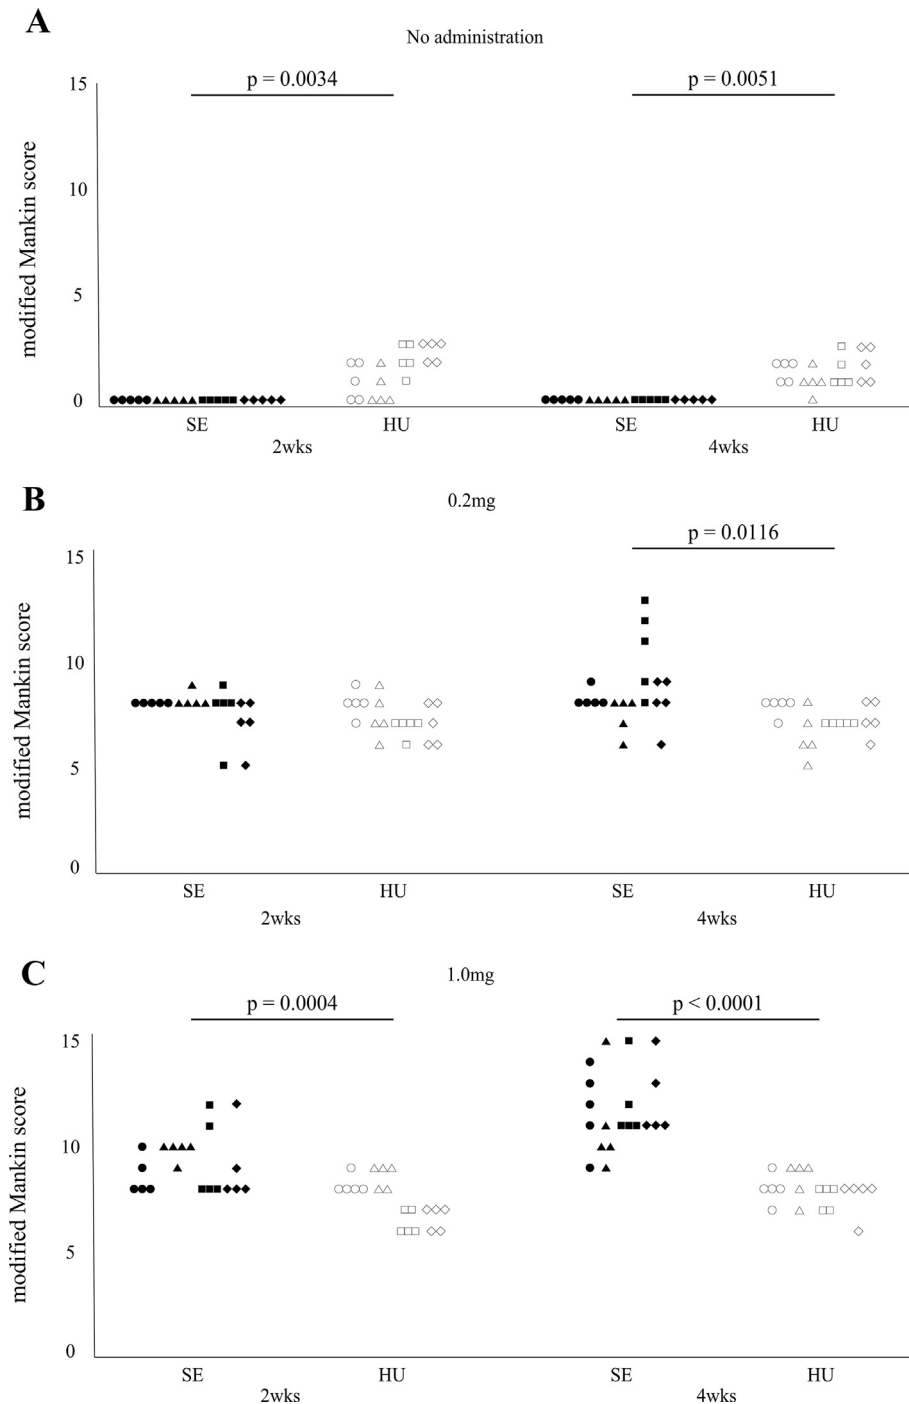 A
No administration
p = 0.0034
p = 0.0051
15
10
5
0
modified Mankin score
SE
HU
SE
HU
2wks
4wks
B
0.2mg
p = 0.0116
15
10
5
0
modified Mankin score
SE
HU
SE
HU
2wks
4wks
C
1.0mg
p = 0.0004
p < 0.0001
15
10
5
0
modified Mankin score
SE
HU
SE
HU
2wks
4wks